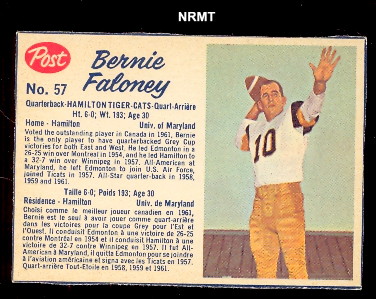 NRMT
Post
Bernie
Faloney
No. 57
Quarterback-HAMILTON TIGER-CATS-Quart-Arrière
Ht. 6-0; Wt. 193; Age 30
Home - Hamilton Univ. of Maryland
Voted the outstanding player in Canada in 1961, Bernie
is the only player to have quarterbacked Grey Cup
victories for both East and West. He led Edmonton in a
26-25 win over Montreal in 1954, and he led Hamilton to
a 32-7 win over Winnipeg in 1957. All-American at
Maryland, he left Edmonton to join U.S. Air Force,
joined Ticats in 1957. All-Star quarter-back in 1958,
1959 and 1961.
Taille 6-0; Poids 193; Age 30
Résidence - Hamilton Univ. de Maryland
Choisi comme le meilleur joueur canadien en 1961,
Bernie est le seul à avoir joué comme quart-arrière
dans les victoires pour la coupe Grey pour l'Est et
l'Ouest. Il conduisit Edmonton à une victoire de 26-25
contre Montréal en 1954 et il conduisit Hamilton à
une victoire de 32-7 contre Winnipeg en 1957. Il fut All-
American à Maryland, il quitta Edmonton pour se joindre
à l'aviation américaine et signa avec les Ticats en 1957.
Quart-arrière Tout-Etoile en 1958, 1959 et 1961.
10